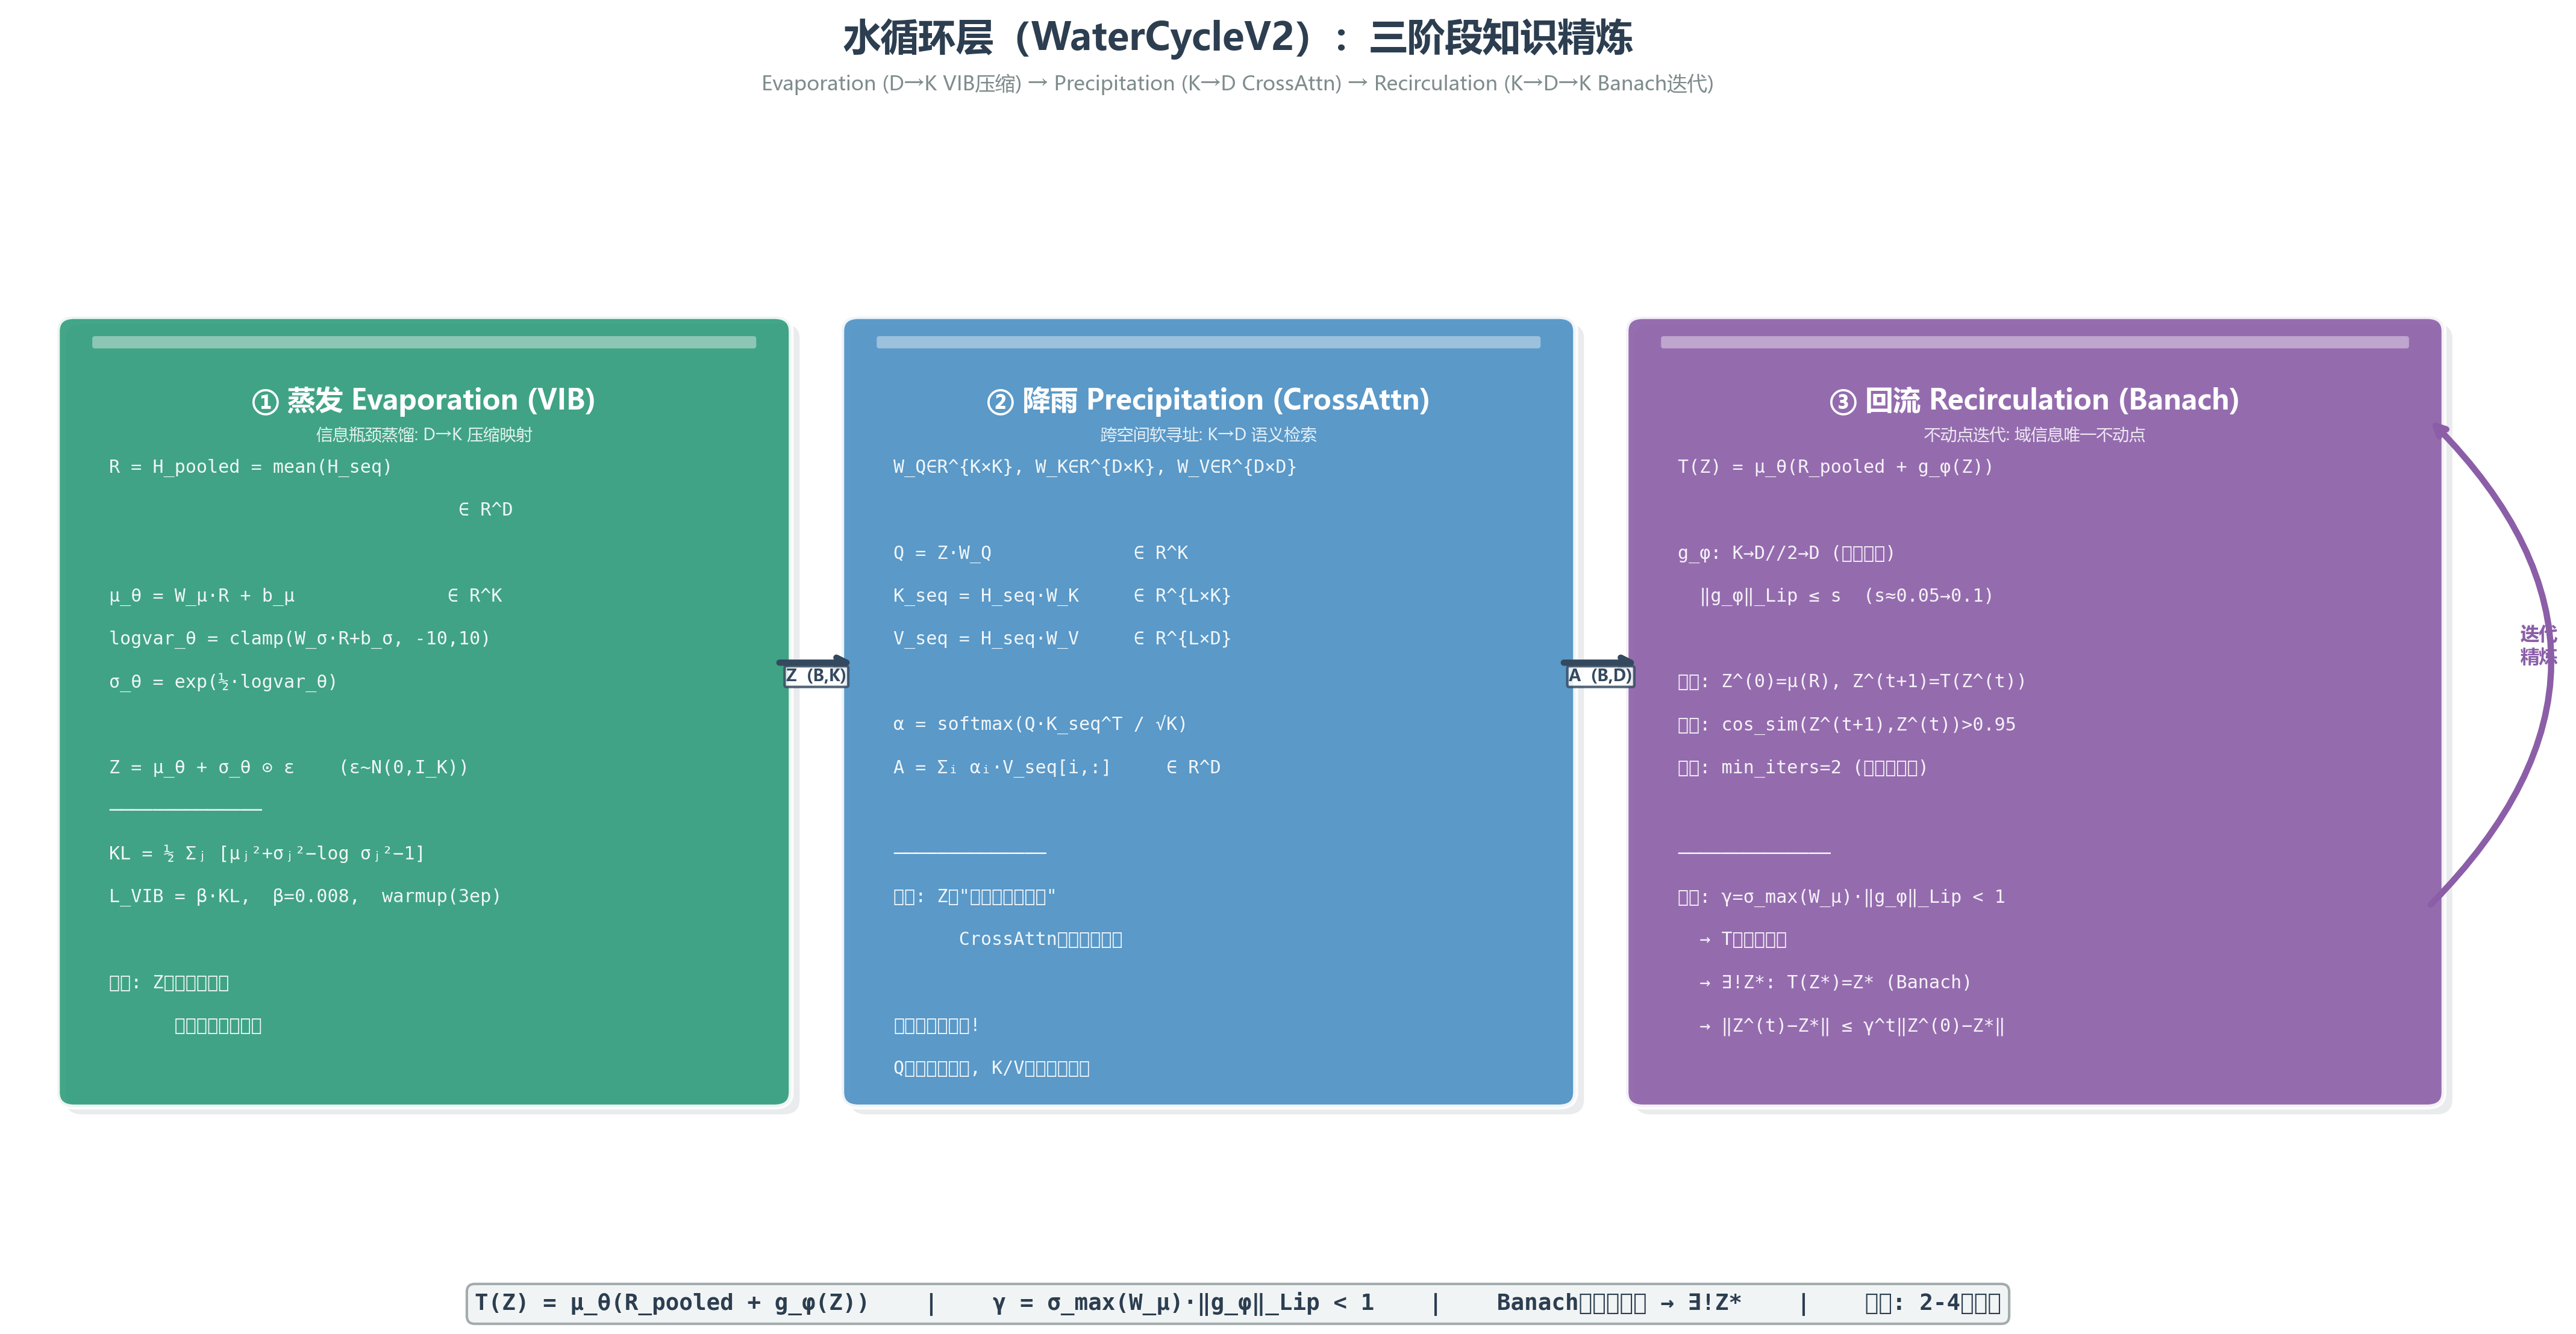 水循环层（WaterCycleV2）：三阶段知识精炼
Evaporation (D→K VIB压缩) → Precipitation (K→D CrossAttn) → Recirculation (K→D→K Banach迭代)
① 蒸发 Evaporation (VIB)
信息瓶颈蒸馏: D→K 压缩映射
R = H_pooled = mean(H_seq)
∈ R^D
μ_θ = W_μ·R + b_μ ∈ R^K
logvar_θ = clamp(W_σ·R+b_σ, -10,10)
σ_θ = exp(½·logvar_θ)
Z = μ_θ + σ_θ ⊙ ε (ε~N(0,I_K))
KL = ½ Σⱼ [μⱼ²+σⱼ²−log σⱼ²−1]
L_VIB = β·KL, β=0.008, warmup(3ep)
: Z
Z (B,K)
② 降雨 Precipitation (CrossAttn)
跨空间软寻址: K→D 语义检索
W_Q∈R^{K×K}, W_K∈R^{D×K}, W_V∈R^{D×D}
Q = Z·W_Q ∈ R^K
K_seq = H_seq·W_K ∈ R^{L×K}
V_seq = H_seq·W_V ∈ R^{L×D}
α = softmax(Q·K_seq^T / √K)
A = Σᵢ αᵢ·V_seq[i,:] ∈ R^D
: Z" "
CrossAttn
!
Q , K/V
A (B,D)
③ 回流 Recirculation (Banach)
不动点迭代: 域信息唯一不动点
T(Z) = μ_θ(R_pooled + g_φ(Z))
g_φ: K→D//2→D ( )
‖g_φ‖_Lip ≤ s (s≈0.05→0.1)
: Z^(0)=μ(R), Z^(t+1)=T(Z^(t))
: cos_sim(Z^(t+1),Z^(t))>0.95
: min_iters=2 ( )
: γ=σ_max(W_μ)·‖g_φ‖_Lip < 1
→ T
→ ∃!Z*: T(Z*)=Z* (Banach)
→ ‖Z^(t)−Z*‖ ≤ γ^t‖Z^(0)−Z*‖
迭代
精炼
T(Z) = μ_θ(R_pooled + g_φ(Z)) | γ = σ_max(W_μ)·‖g_φ‖_Lip < 1 | Banach → ∃!Z* | : 2-4